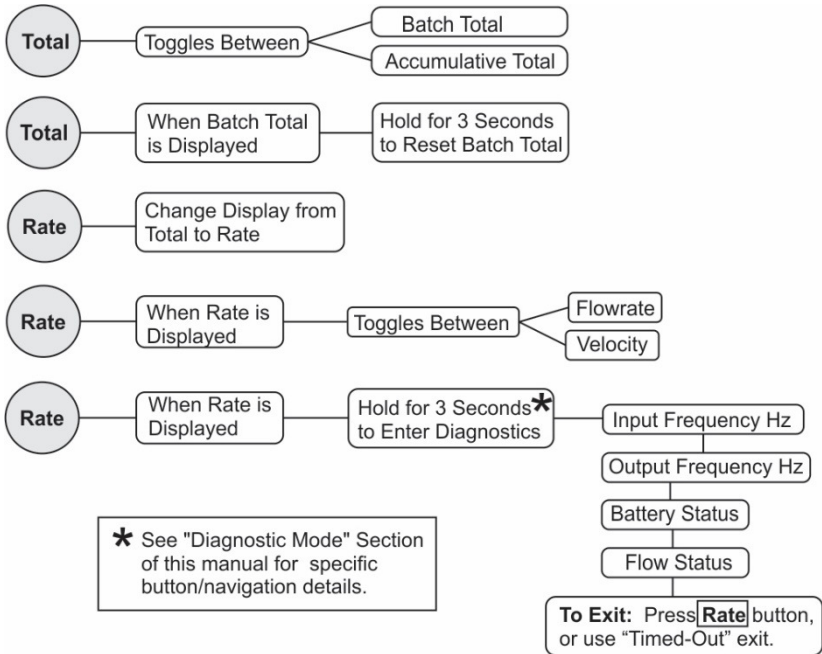 Total
Toggles Between
Batch Total
Accumulative Total
Total
When Batch Total
is Displayed
Hold for 3 Seconds
to Reset Batch Total
Rate
Change Display from
Total to Rate
Rate
When Rate is
Displayed
Toggles Between
Flowrate
Velocity
Rate
When Rate is
Displayed
Hold for 3 Seconds*
to Enter Diagnostics
Input Frequency Hz
Output Frequency Hz
Battery Status
Flow Status
To Exit: Press Rate button,
or use “Timed-Out” exit.
* See "Diagnostic Mode" Section
of this manual for specific
button/navigation details.